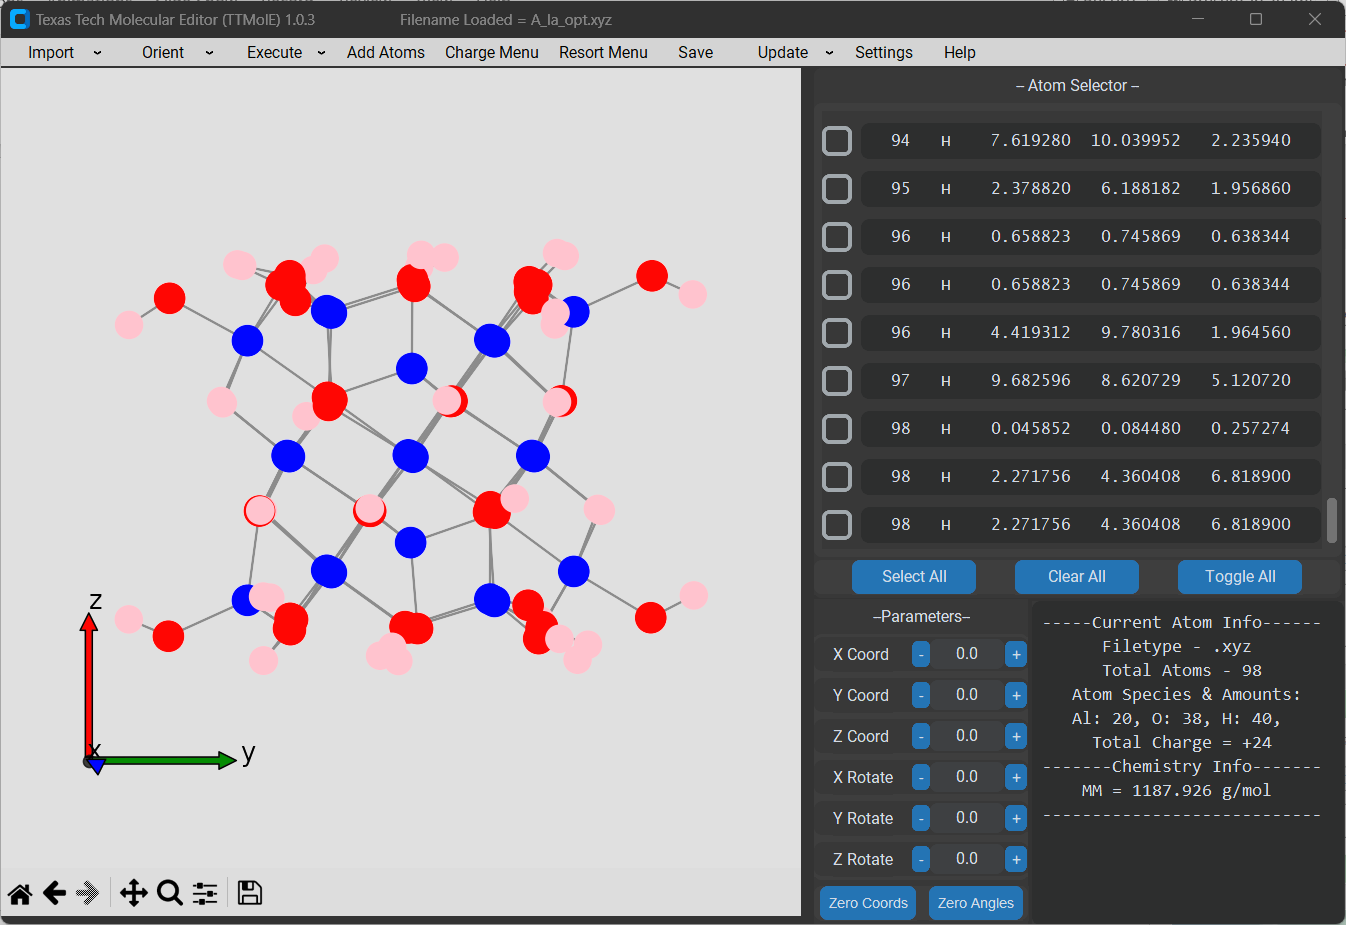 Texas Tech Molecular Editor (TTMolE) 1.0.3 Filename Loaded = A_la_opt.xyz
Import Orient Execute Add Atoms Charge Menu Resort Menu Save Update Settings Help
-- Atom Selector --
94 H 7.619280 10.039952 2.235940
95 H 2.378820 6.188182 1.956860
96 H 0.658823 0.745869 0.638344
96 H 0.658823 0.745869 0.638344
96 H 4.419312 9.780316 1.964560
97 H 9.682596 8.620729 5.120720
98 H 0.045852 0.084480 0.257274
98 H 2.271756 4.360408 6.818900
98 H 2.271756 4.360408 6.818900
Select All Clear All Toggle All
--Parameters--
X Coord - 0.0 +
Y Coord - 0.0 +
Z Coord - 0.0 +
X Rotate - 0.0 +
Y Rotate - 0.0 +
Z Rotate - 0.0 +
Zero Coords Zero Angles
-----Current Atom Info------
Filetype - .xyz
Total Atoms - 98
Atom Species & Amounts:
Al: 20, O: 38, H: 40,
Total Charge = +24
-------Chemistry Info-------
MM = 1187.926 g/mol
----------------------------
z
x
y